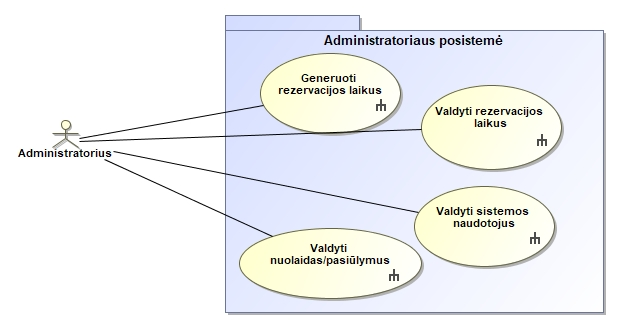 Administratoriaus posistemė
Generuoti
rezervacijos laikus
Valdyti rezervacijos
laikus
Administratorius
Valdyti sistemos
naudotojus
Valdyti
nuolaidas/pasiūlymus